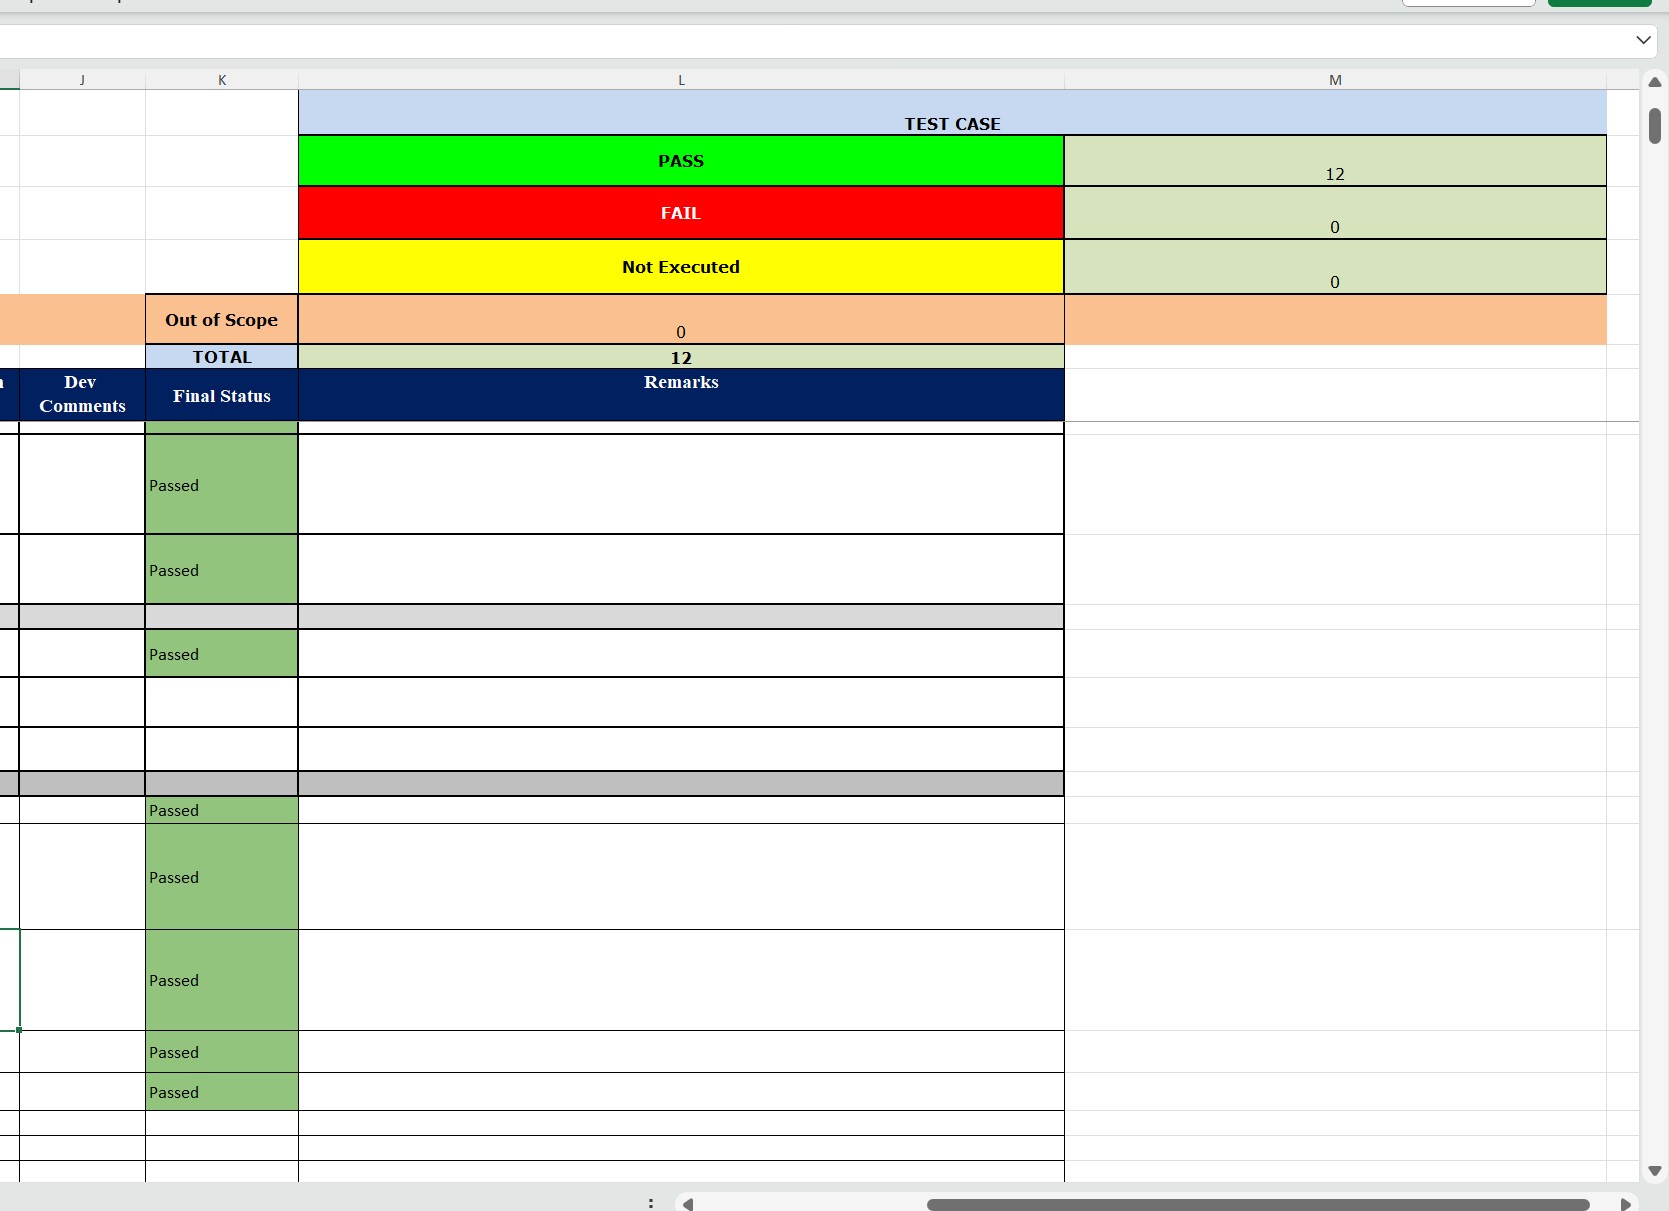 J K L M
TEST CASE
PASS 12
FAIL 0
Not Executed 0
Out of Scope 0
TOTAL 12
Dev Comments Final Status Remarks
Passed
Passed
Passed
Passed
Passed
Passed
Passed
Passed